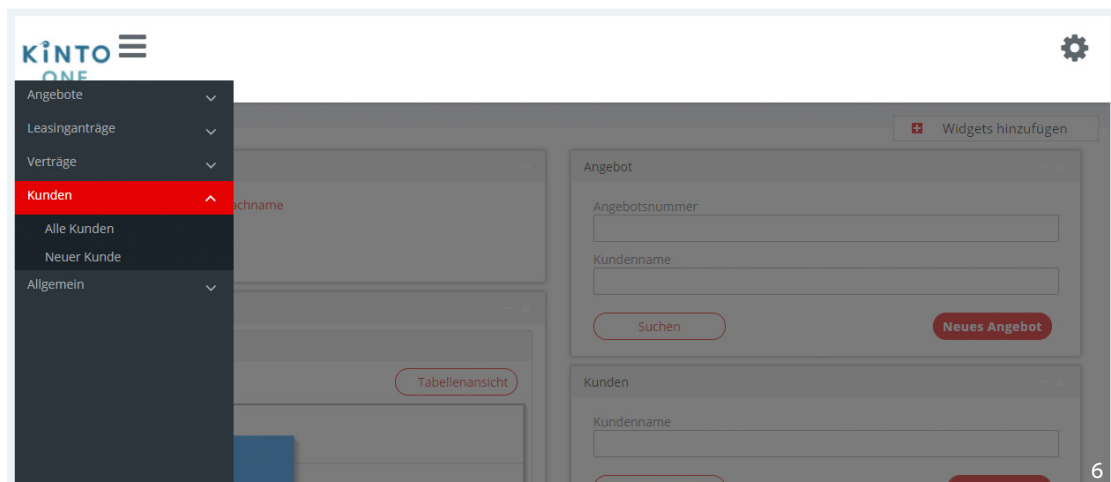 KINTO
ONE
Angebote
Leasinganträge
Verträge
Kunden
Alle Kunden
Neuer Kunde
Allgemein
achname
Tabellenansicht
Widgets hinzufügen
Angebot
Angebotsnummer
Kundenname
Suchen
Neues Angebot
Kunden
Kundenname
6